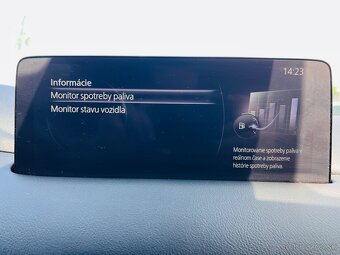 14:23
Informácie
Monitor spotreby paliva
Monitor stavu vozidla
Monitorovanie spotreby paliva v
reálnom čase a zobrazenie
histórie spotreby paliva.